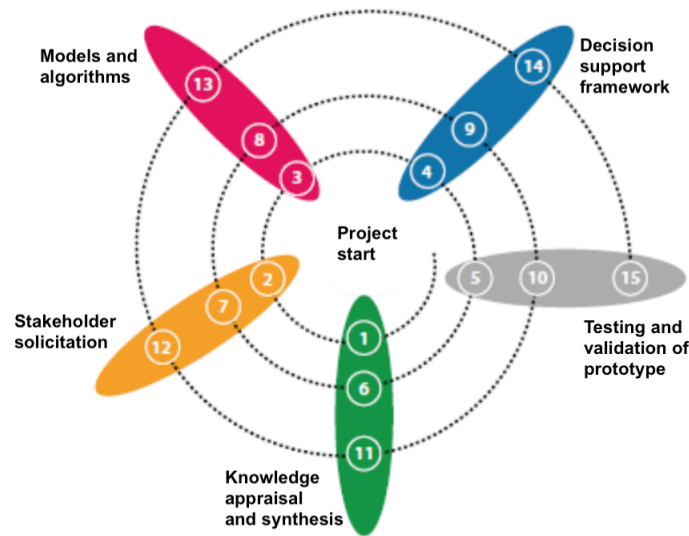 Models and
algorithms
Decision
support
framework
13
14
8
9
3
4
Project
start
2
5
10
15
7
1
Stakeholder
solicitation
12
6
Testing and
validation of
prototype
11
Knowledge
appraisal
and synthesis